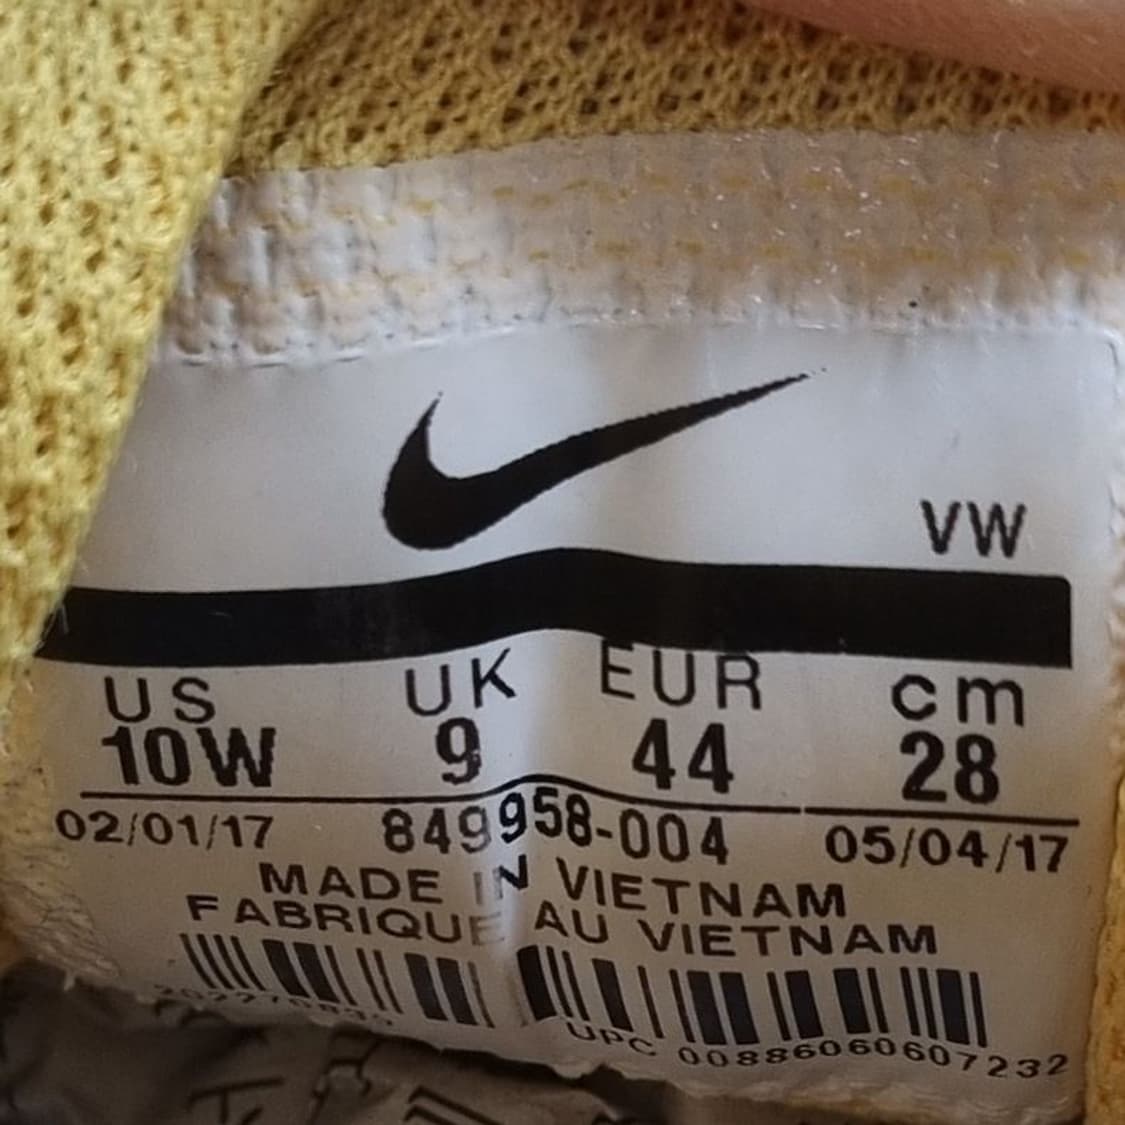 VW
US UK EUR cm
10W 9 44 28
02/01/17 849958-004 05/04/17
MADE IN VIETNAM
FABRIQUE AU VIETNAM
UPC 00886060607232